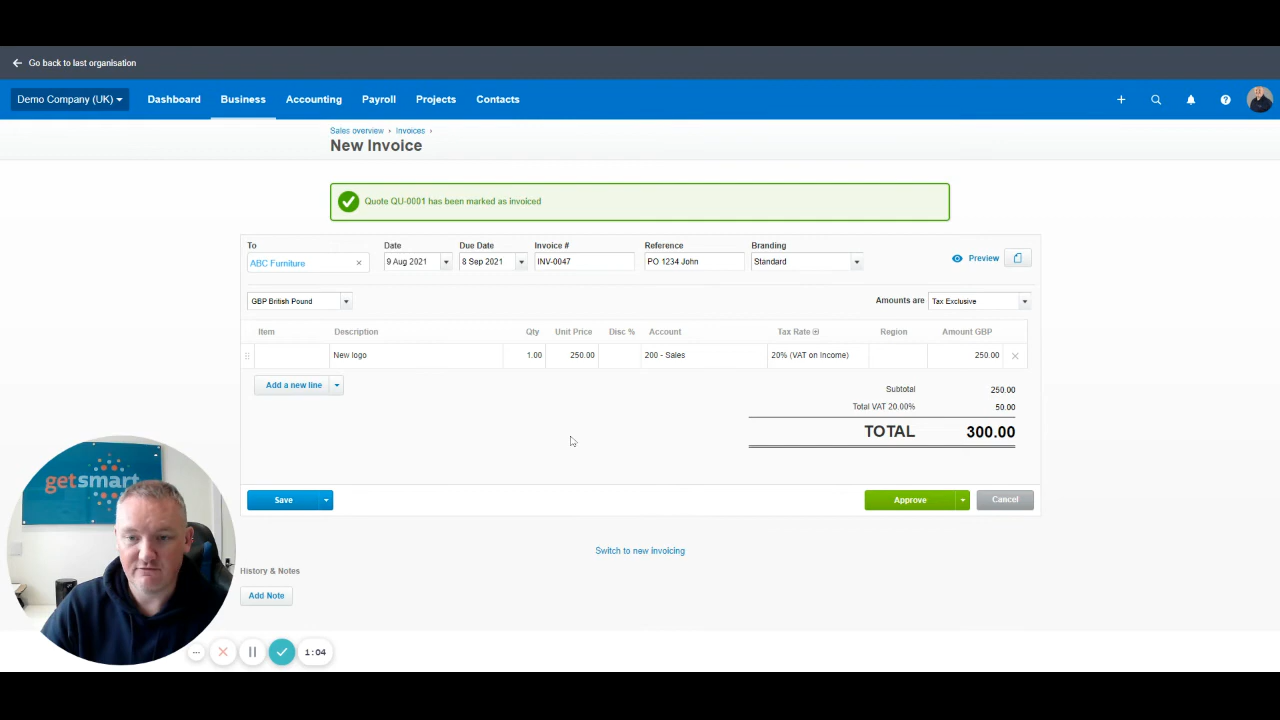 Go back to last organisation
Demo Company (UK) Dashboard Business Accounting Payroll Projects Contacts
Sales overview › Invoices ›
New Invoice
Quote QU-0001 has been marked as invoiced
To Date Due Date Invoice # Reference Branding
ABC Furniture 9 Aug 2021 8 Sep 2021 INV-0047 PO 1234 John Standard Preview
GBP British Pound Amounts are Tax Exclusive
Item Description Qty Unit Price Disc % Account Tax Rate Region Amount GBP
New logo 1.00 250.00 200 - Sales 20% (VAT on Income) 250.00
Add a new line
Subtotal 250.00
Total VAT 20.00% 50.00
TOTAL 300.00
Save Approve Cancel
Switch to new invoicing
History & Notes
Add Note
getsmart
1:04